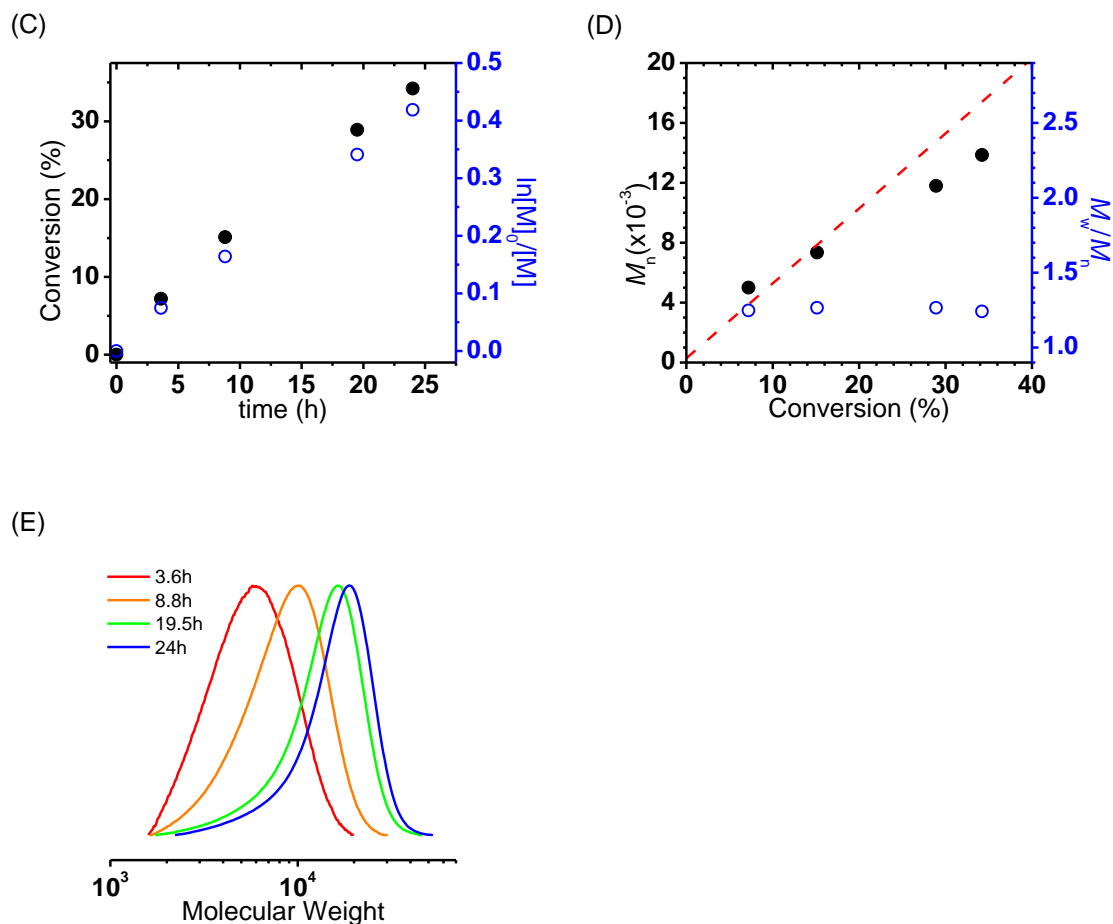 (C)
Conversion (%)
0
10
20
30
0
5
10
15
20
25
time (h)
0.0
0.1
0.2
0.3
0.4
0.5
ln[M]0/[M]
(D)
Mn(x10-3)
0
4
8
12
16
20
0
10
20
30
40
Conversion (%)
1.0
1.5
2.0
2.5
Mw/Mn
(E)
3.6h
8.8h
19.5h
24h
10³
10⁴
Molecular Weight